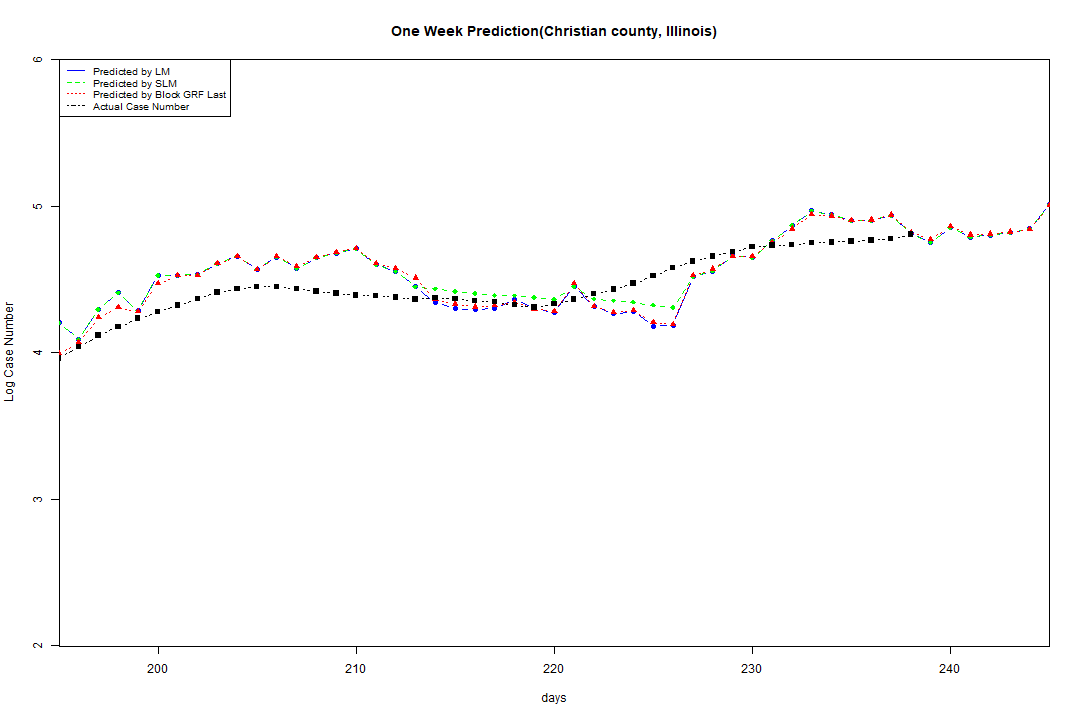 One Week Prediction(Christian county, Illinois)
Predicted by LM
Predicted by SLM
Predicted by Block GRF Last
Actual Case Number
6
5
4
3
2
Log Case Number
200 210 220 230 240
days